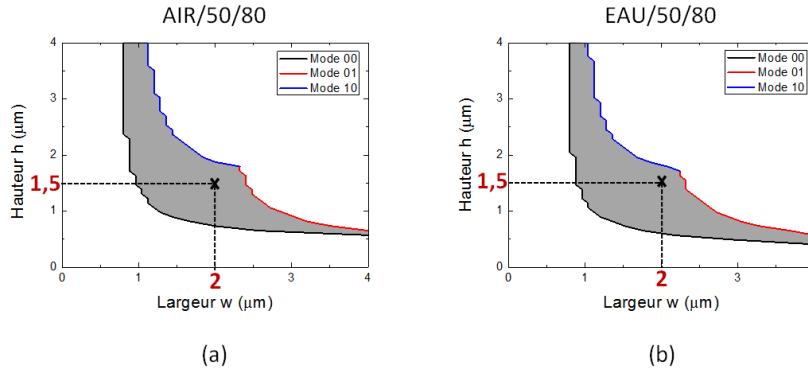 AIR/50/80
4
3
2
1,5
1
0
Hauteur h (μm)
Mode 00
Mode 01
Mode 10
0
1
2
3
4
Largeur w (μm)
(a)
EAU/50/80
4
3
2
1,5
1
0
Hauteur h (μm)
Mode 00
Mode 01
Mode 10
0
1
2
3
Largeur w (μm)
(b)